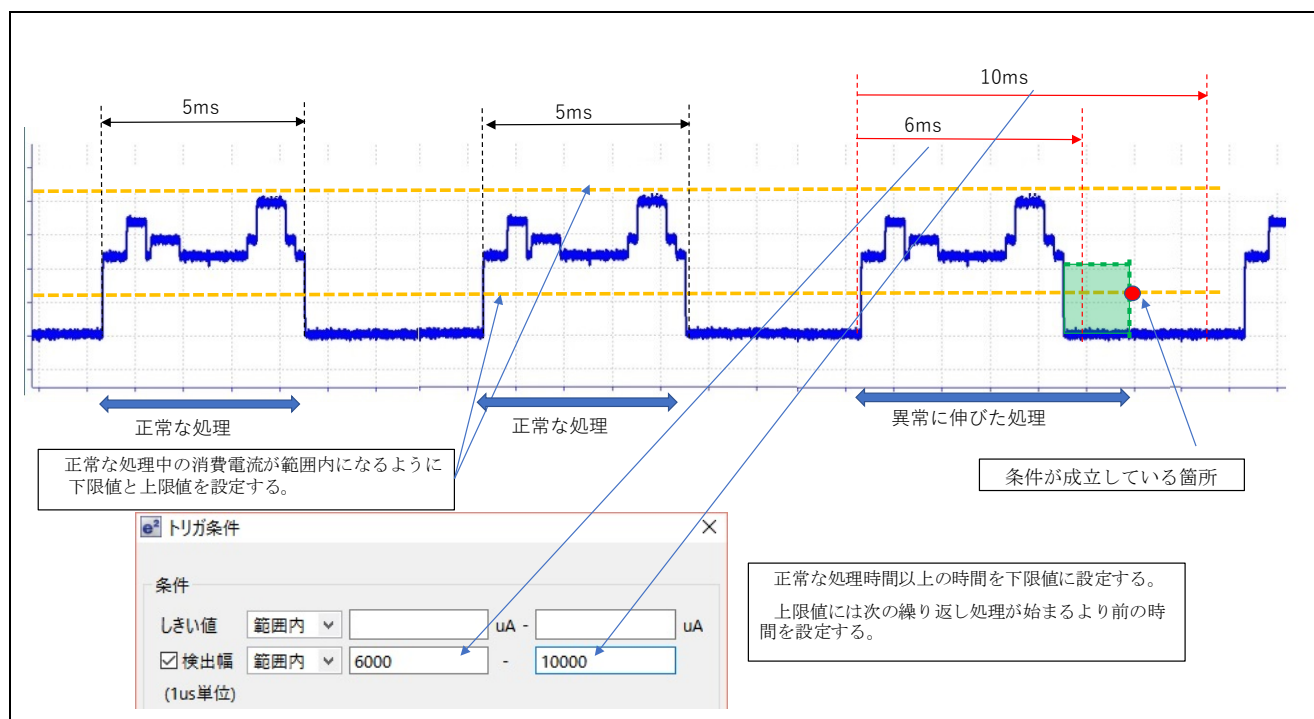 10ms
5ms
5ms
6ms
正常な処理
正常な処理
異常に伸びた処理
正常な処理中の消費電流が範囲内になるように
下限値と上限値を設定する。
条件が成立している箇所
e² トリガ条件
条件
しきい値 範囲内 uA - uA
検出幅 範囲内 6000 - 10000
(1us単位)
正常な処理時間以上の時間を下限値に設定する。
上限値には次の繰り返し処理が始まるより前の時
間を設定する。